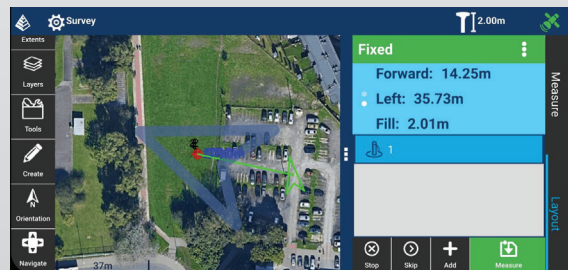 Survey
2.00m
Extents
Layers
Tools
Create
N
Orientation
Navigate
37m
Fixed
Forward: 14.25m
Left: 35.73m
Fill: 2.01m
1
Stop
Skip
Add
Measure
Measure
Layout